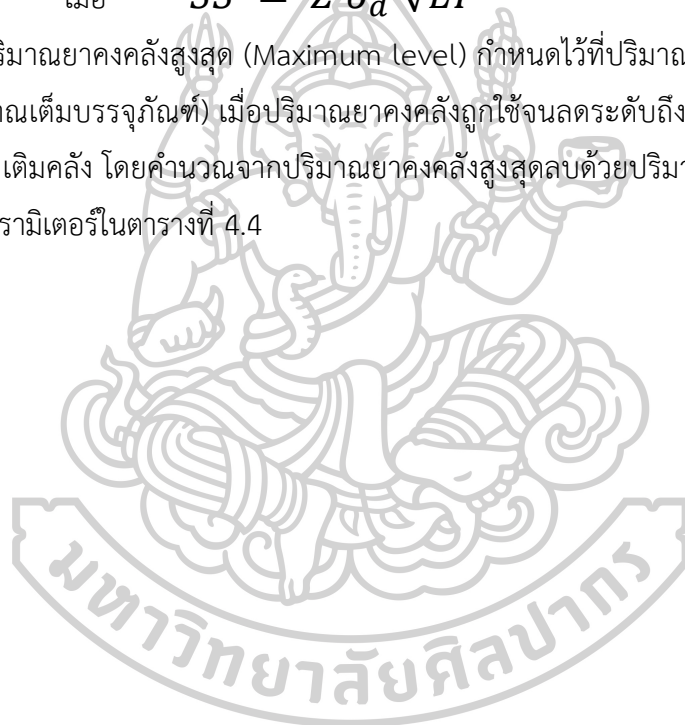 เมื่อ SS = Z σd √LT
ริมาณยาคงคลังสูงสุด (Maximum level) กำหนดไว้ที่ปริมาณ
าณเต็มบรรจุภัณฑ์) เมื่อปริมาณยาคงคลังถูกใช้จนลดระดับถึง
เติมคลัง โดยคำนวณจากปริมาณยาคงคลังสูงสุดลบด้วยปริมา
รามิเตอร์ในตารางที่ 4.4
มหาวิทยาลัยศิลปากร